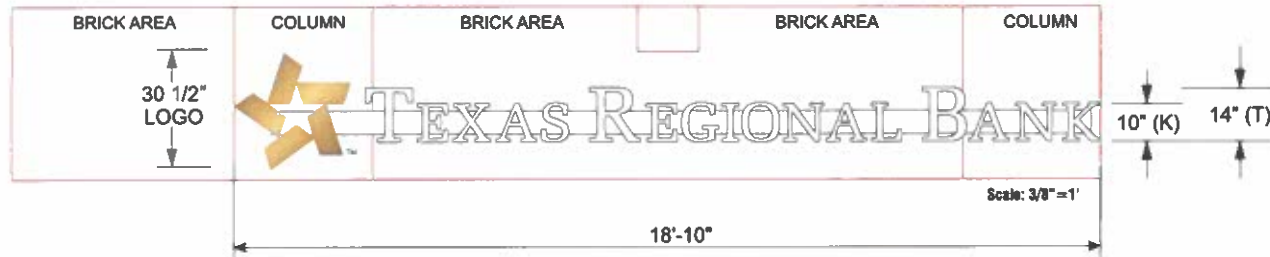 BRICK AREA COLUMN BRICK AREA BRICK AREA COLUMN
30 1/2"
LOGO
™
TEXAS REGIONAL BANK
10" (K) 14" (T)
Scale: 3/8"=1'
18'-10"